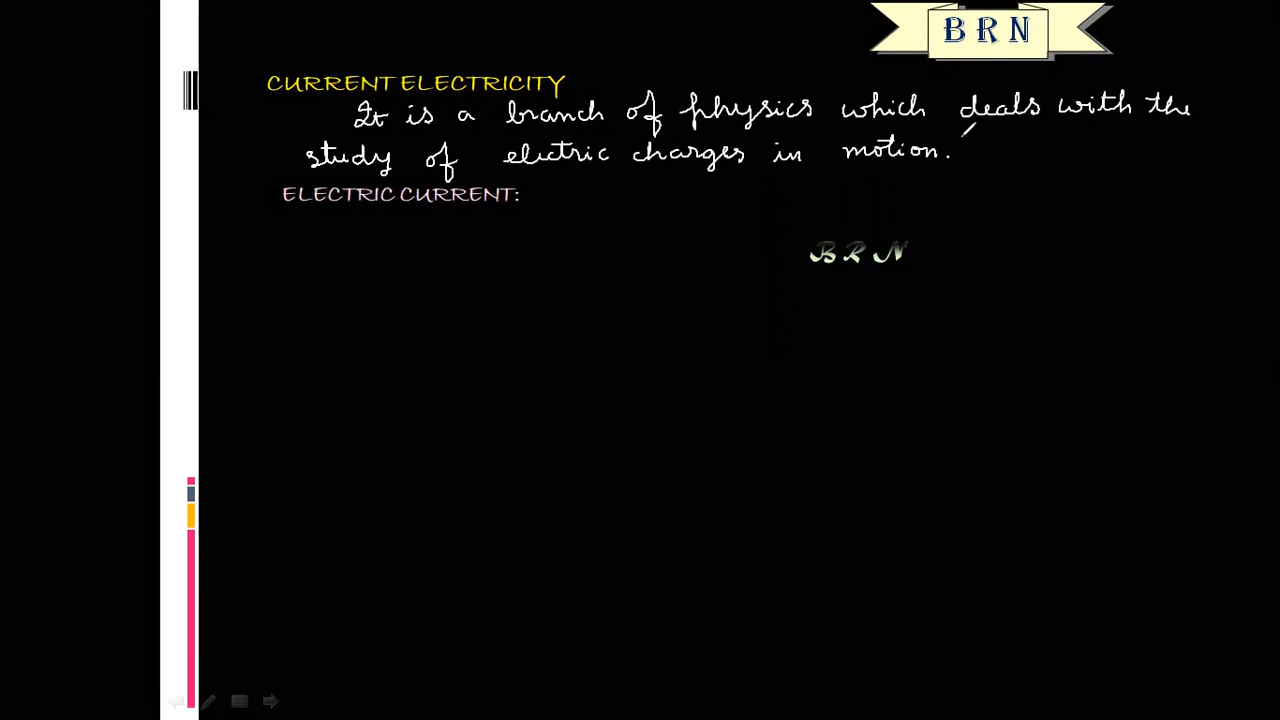 B R N
CURRENT ELECTRICITY
It is a branch of physics which deals with the
study of electric charges in motion.
ELECTRIC CURRENT:
B R N